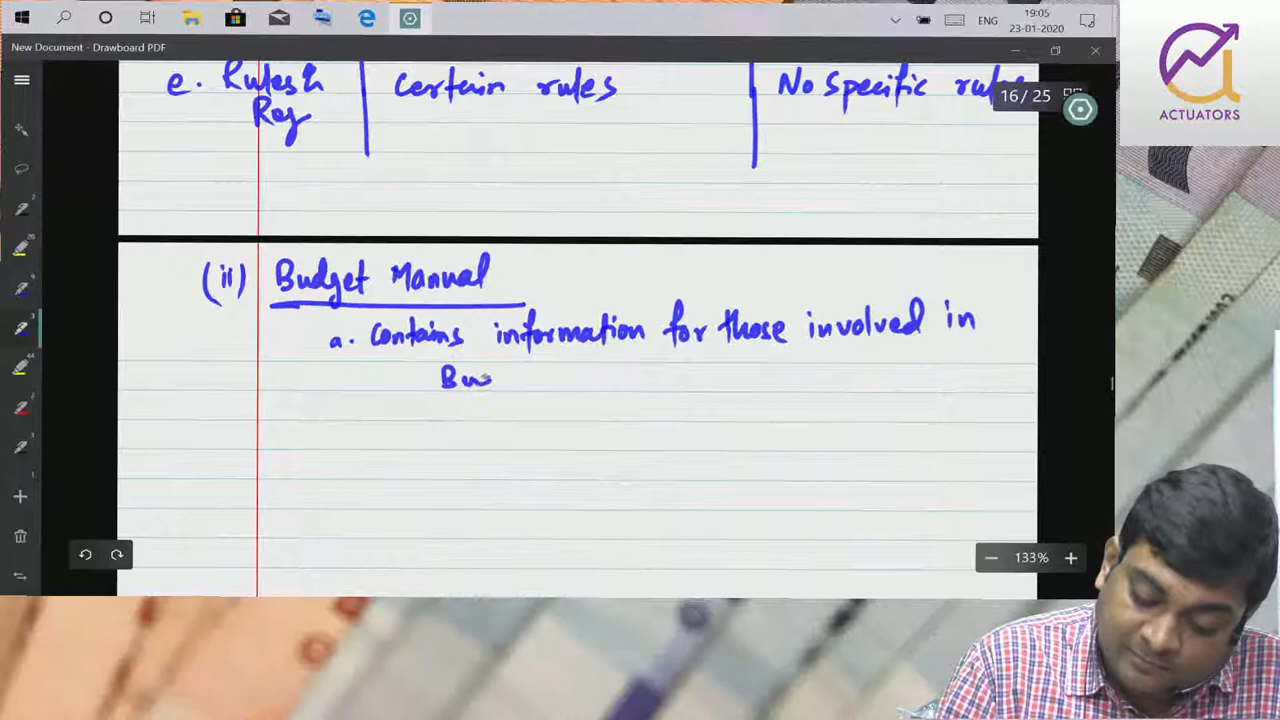 19:05
ENG
23-01-2020
New Document - Drawboard PDF
ACTUATORS
16 / 25
e. Rules &
Reg
Certain rules
No specific
(ii) Budget Manual
a. Contains information for those involved in
Bu
133%